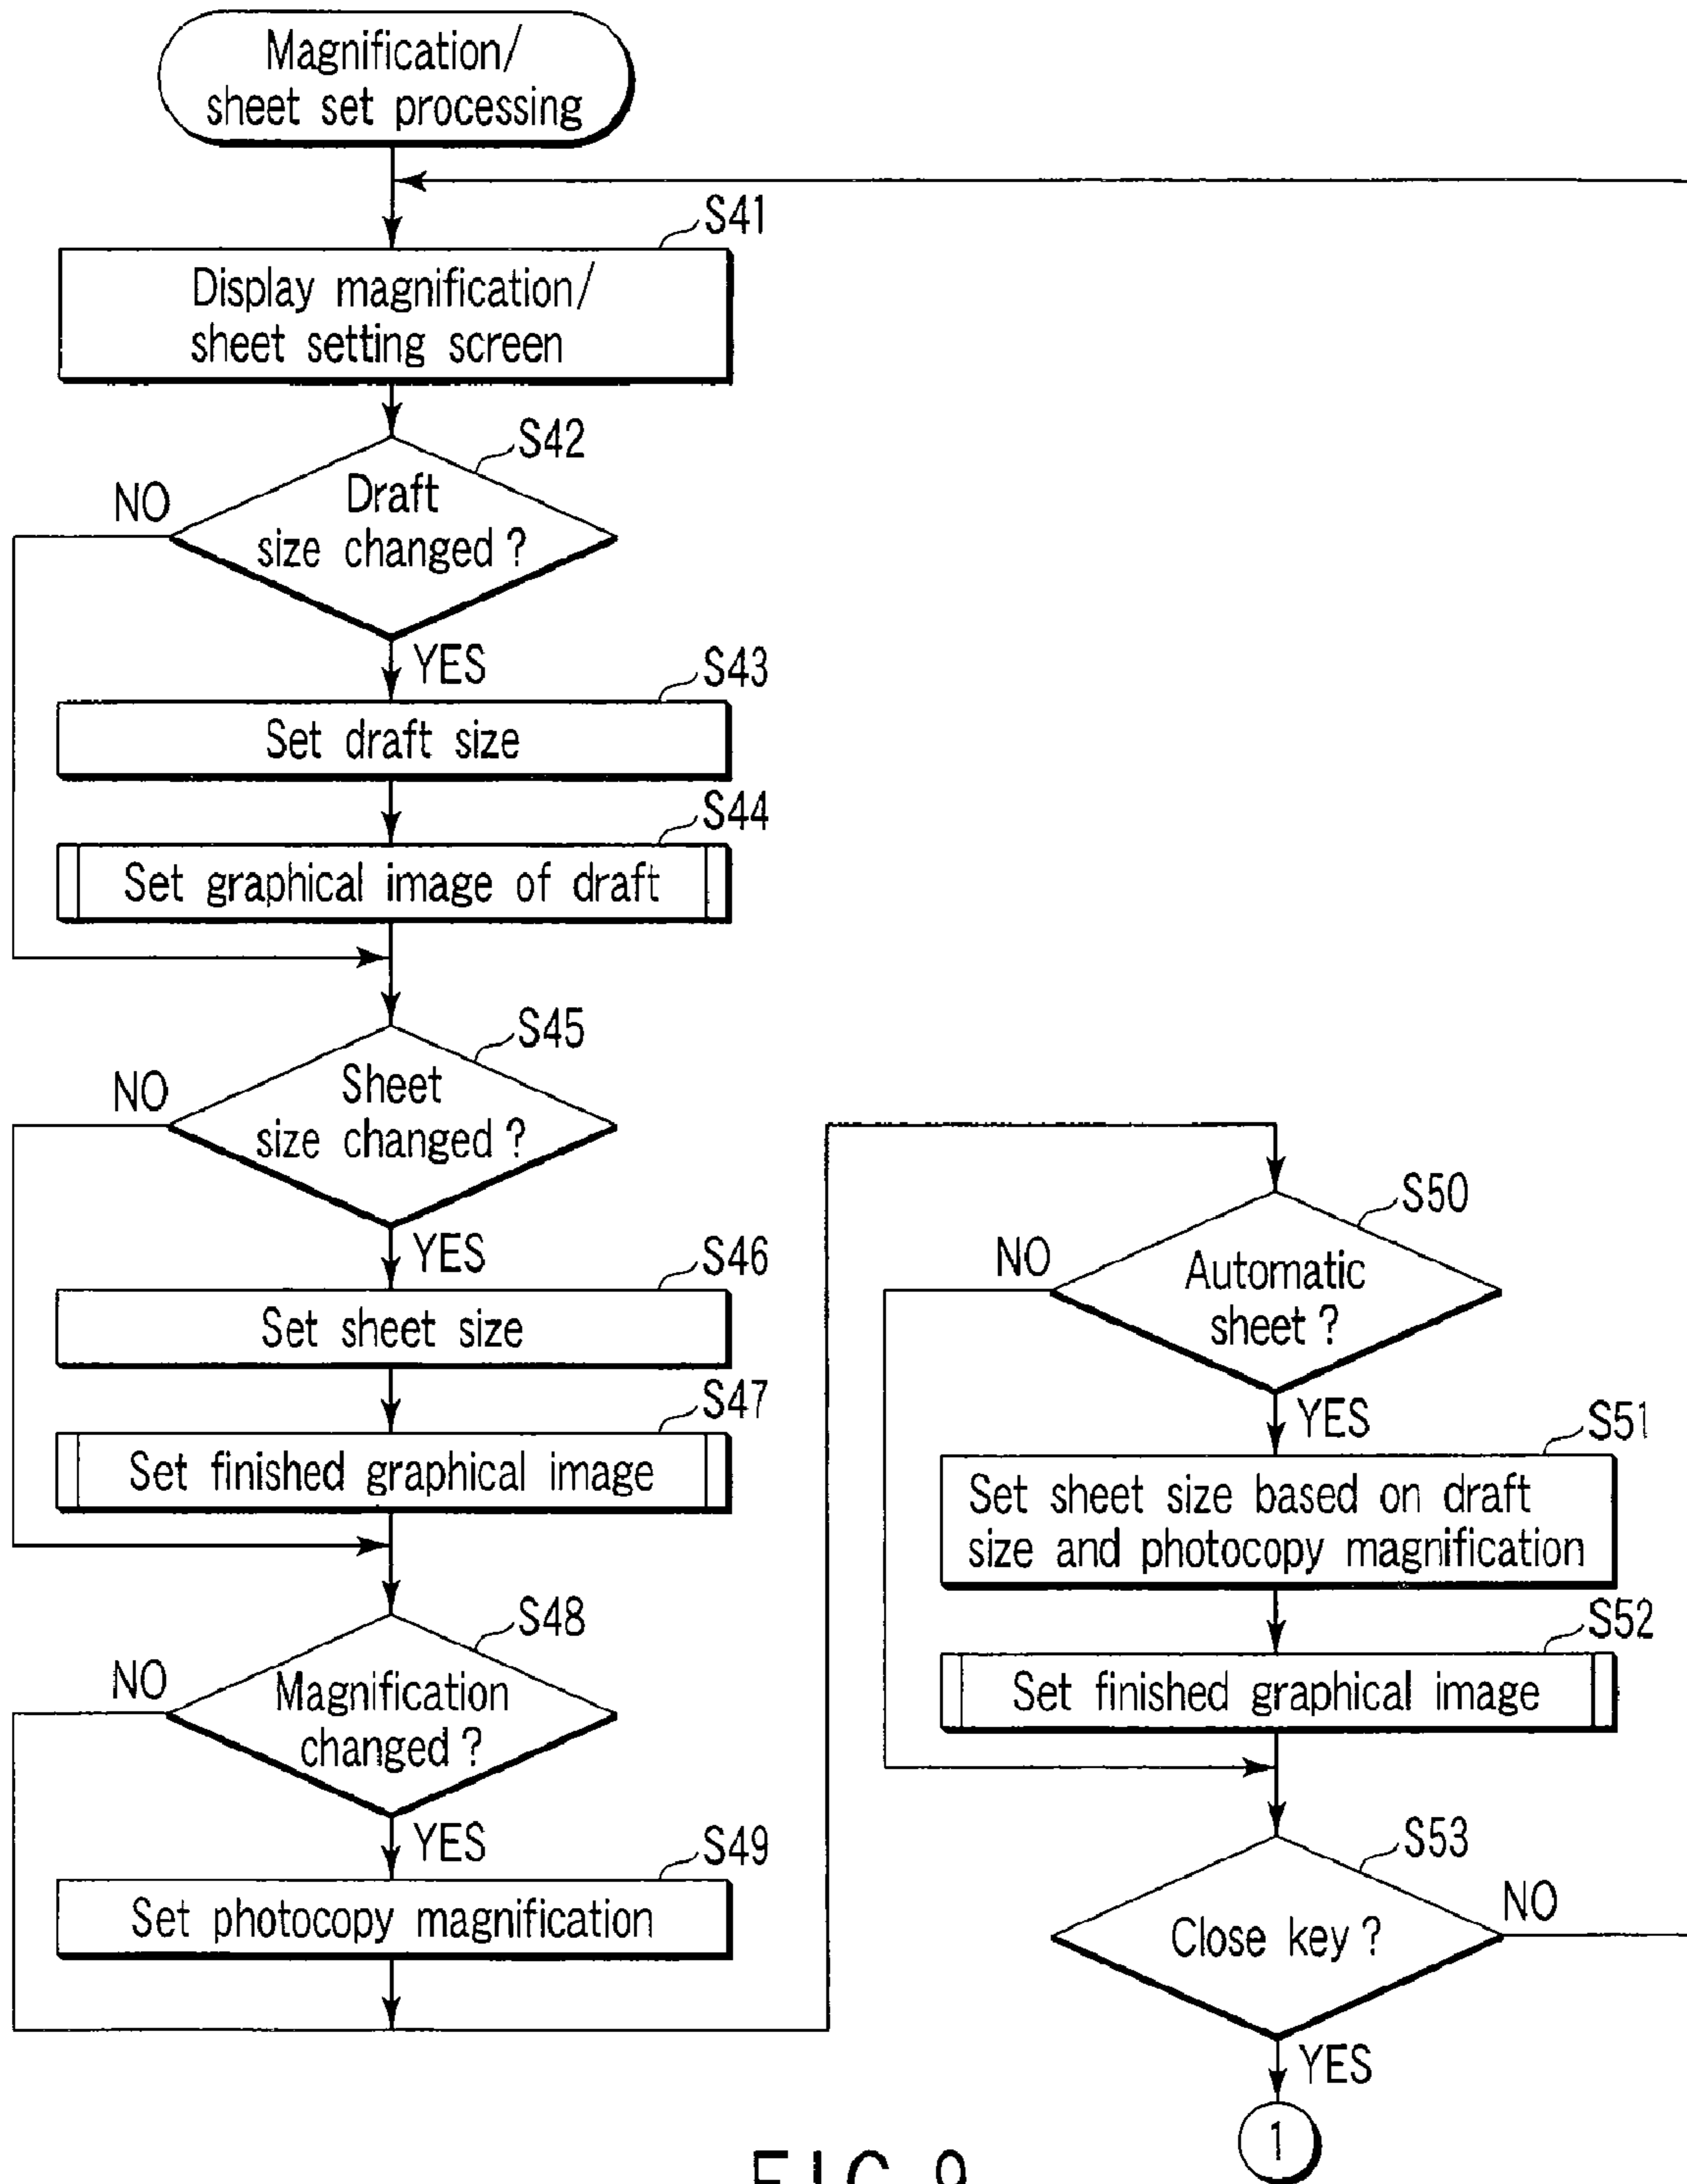 Magnification/
sheet set processing
S41
Display magnification/
sheet setting screen
S42
Draft
size changed ?
NO
YES
S43
Set draft size
S44
Set graphical image of draft
S45
Sheet
size changed ?
NO
YES
S46
Set sheet size
S47
Set finished graphical image
S48
Magnification
changed ?
NO
YES
S49
Set photocopy magnification
S50
Automatic
sheet ?
NO
YES
S51
Set sheet size based on draft
size and photocopy magnification
S52
Set finished graphical image
S53
Close key ?
NO
YES
1
FIG. 9